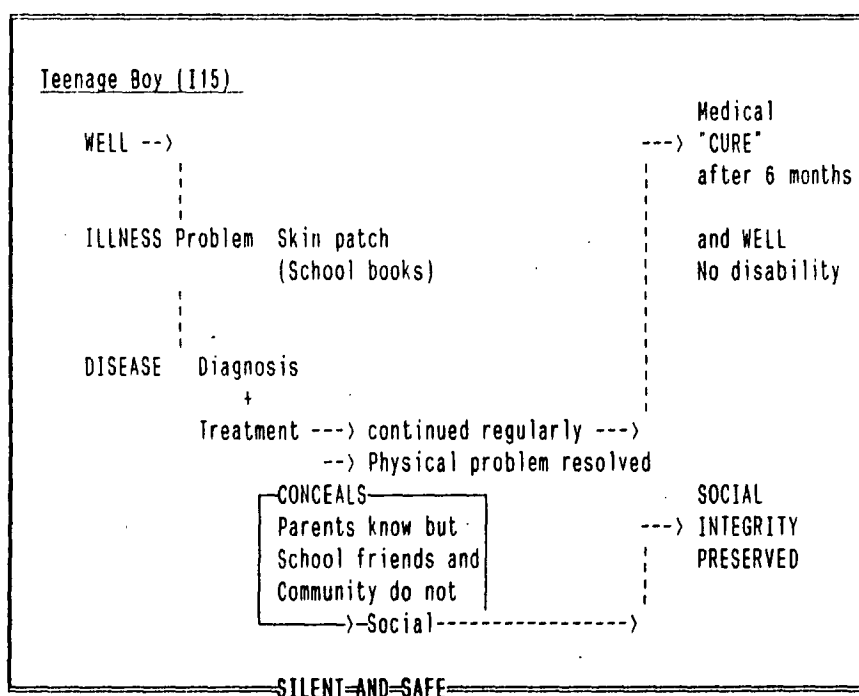 Teenage Boy (I15)
Medical
WELL --> ---> "CURE"
after 6 months
ILLNESS Problem Skin patch and WELL
(School books) No disability
DISEASE Diagnosis
+
Treatment ---> continued regularly --->
--> Physical problem resolved
CONCEALS SOCIAL
Parents know but ---> INTEGRITY
School friends and PRESERVED
Community do not
>-Social---------------->
SILENT AND SAFE